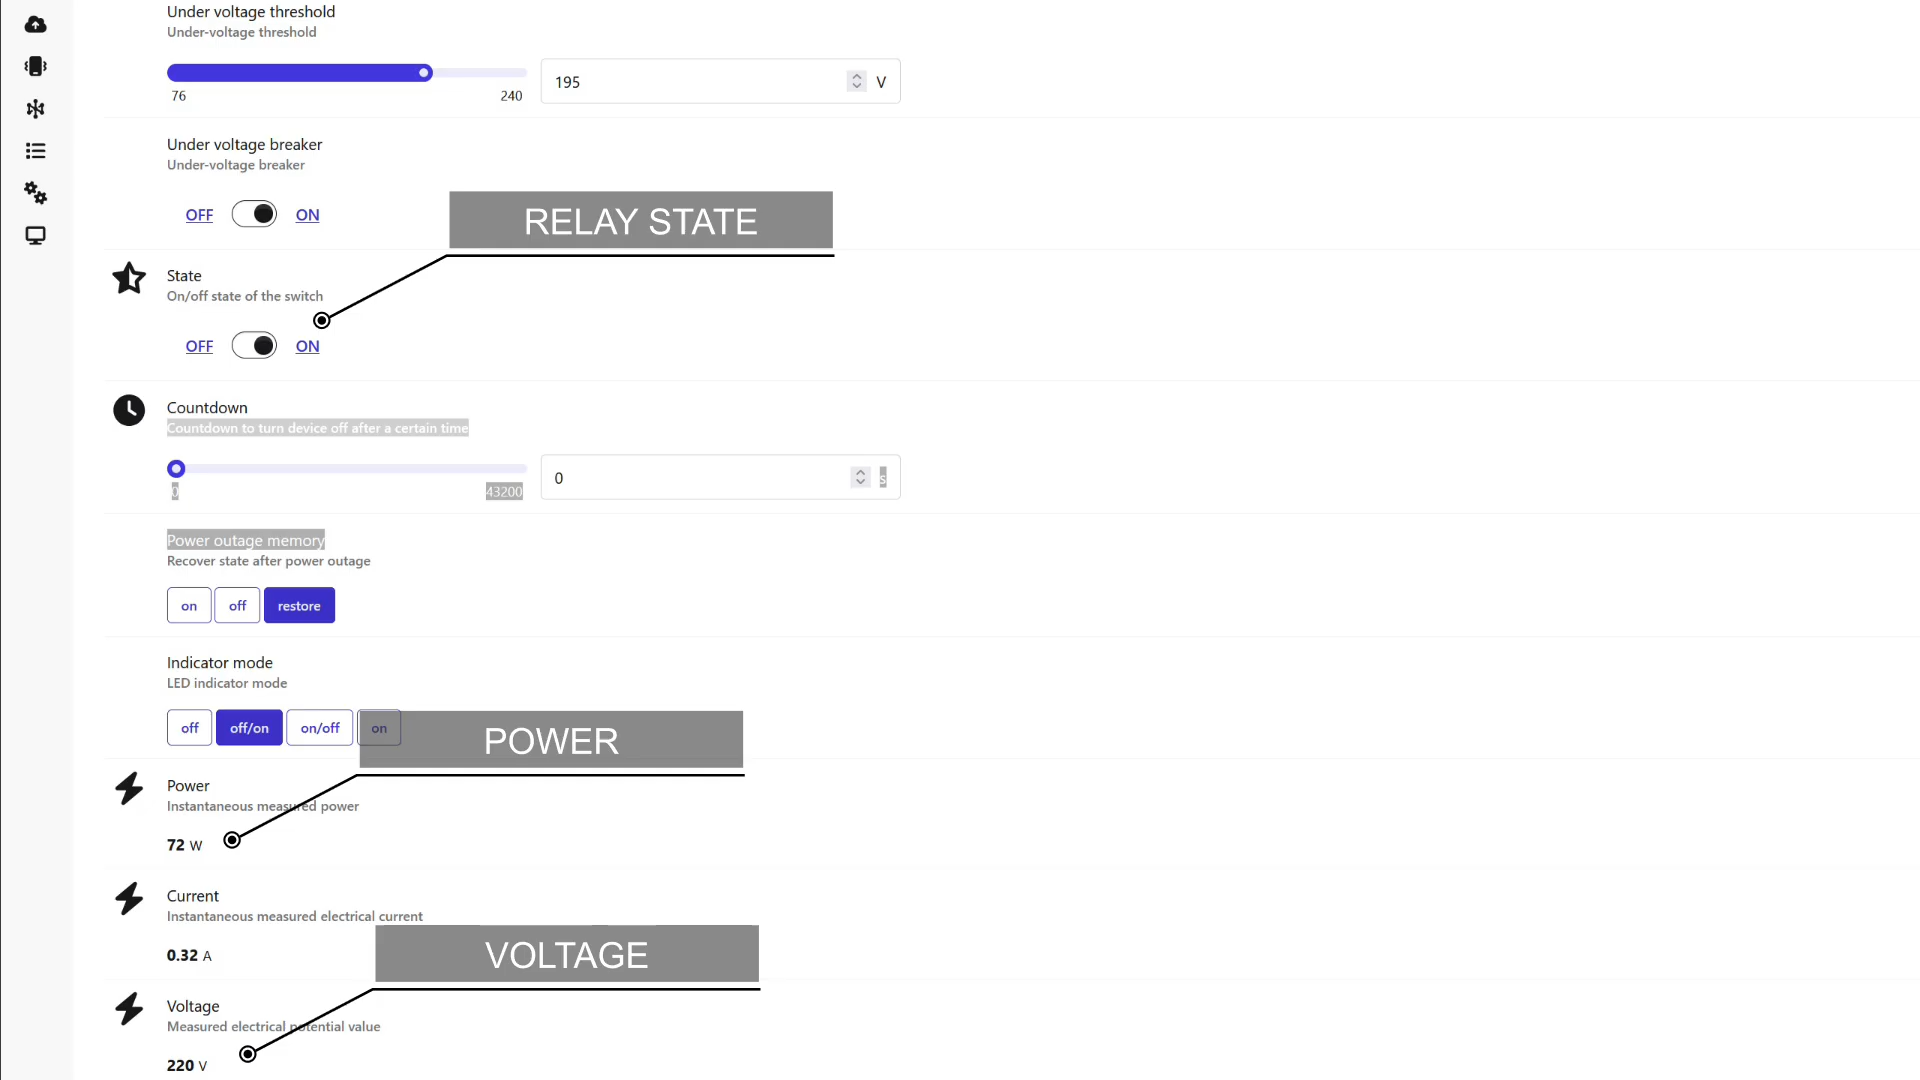 Under voltage threshold
Under-voltage threshold
195 V
76 240
Under voltage breaker
Under-voltage breaker
OFF ON
RELAY STATE
State
On/off state of the switch
OFF ON
Countdown
Countdown to turn device off after a certain time
0 s
0 43200
Power outage memory
Recover state after power outage
on off restore
Indicator mode
LED indicator mode
off off/on on/off on
POWER
Power
Instantaneous measured power
72 W
Current
Instantaneous measured electrical current
0.32 A
VOLTAGE
Voltage
Measured electrical potential value
220 V